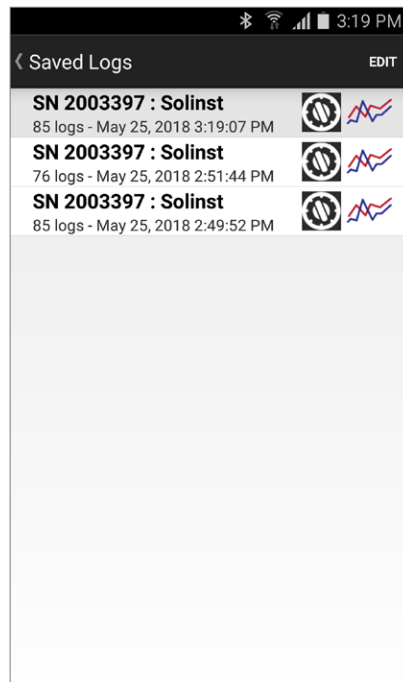 3:19 PM
Saved Logs EDIT
SN 2003397 : Solinst
85 logs - May 25, 2018 3:19:07 PM
SN 2003397 : Solinst
76 logs - May 25, 2018 2:51:44 PM
SN 2003397 : Solinst
85 logs - May 25, 2018 2:49:52 PM